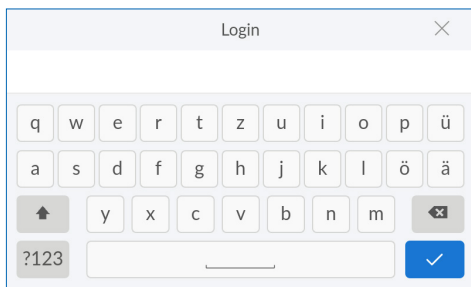 Login
q w e r t z u i o p ü
a s d f g h j k l ö ä
y x c v b n m
?123